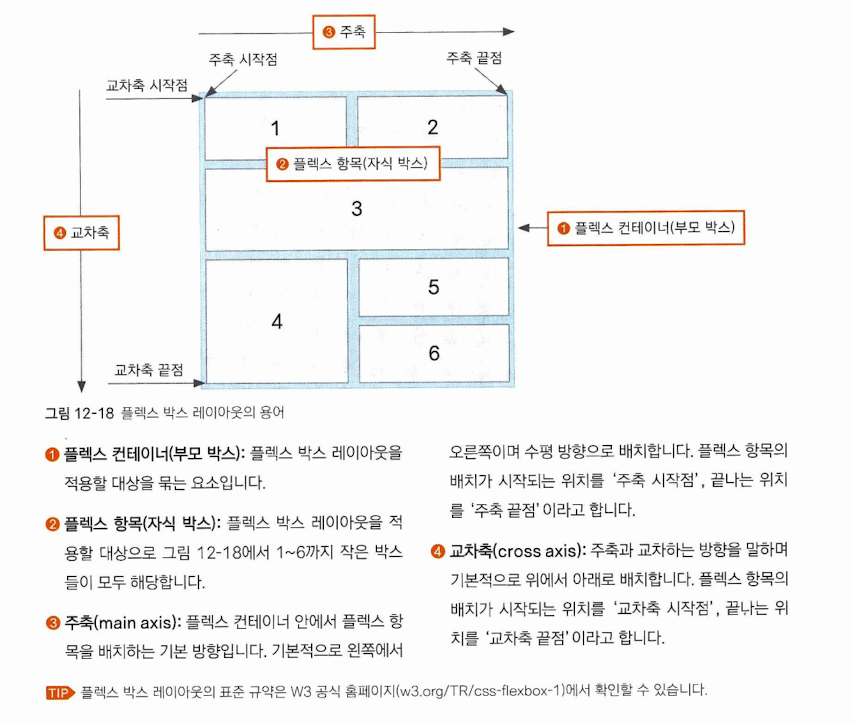 ❸ 주축
주축 시작점
주축 끝점
교차축 시작점
1
2
❷ 플렉스 항목(자식 박스)
3
❹ 교차축
❶ 플렉스 컨테이너(부모 박스)
4
5
6
교차축 끝점
그림 12-18 플렉스 박스 레이아웃의 용어
❶ 플렉스 컨테이너(부모 박스): 플렉스 박스 레이아웃을
적용할 대상을 묶는 요소입니다.
❷ 플렉스 항목(자식 박스): 플렉스 박스 레이아웃을 적
용할 대상으로 그림 12-18에서 1~6까지 작은 박스
들이 모두 해당합니다.
❸ 주축(main axis): 플렉스 컨테이너 안에서 플렉스 항
목을 배치하는 기본 방향입니다. 기본적으로 왼쪽에서
오른쪽이며 수평 방향으로 배치합니다. 플렉스 항목의
배치가 시작되는 위치를 ‘주축 시작점’, 끝나는 위치
를 ‘주축 끝점’이라고 합니다.
❹ 교차축(cross axis): 주축과 교차하는 방향을 말하며
기본적으로 위에서 아래로 배치합니다. 플렉스 항목의
배치가 시작되는 위치를 ‘교차축 시작점’, 끝나는 위
치를 ‘교차축 끝점’이라고 합니다.
TIP 플렉스 박스 레이아웃의 표준 규약은 W3 공식 홈페이지(w3.org/TR/css-flexbox-1)에서 확인할 수 있습니다.